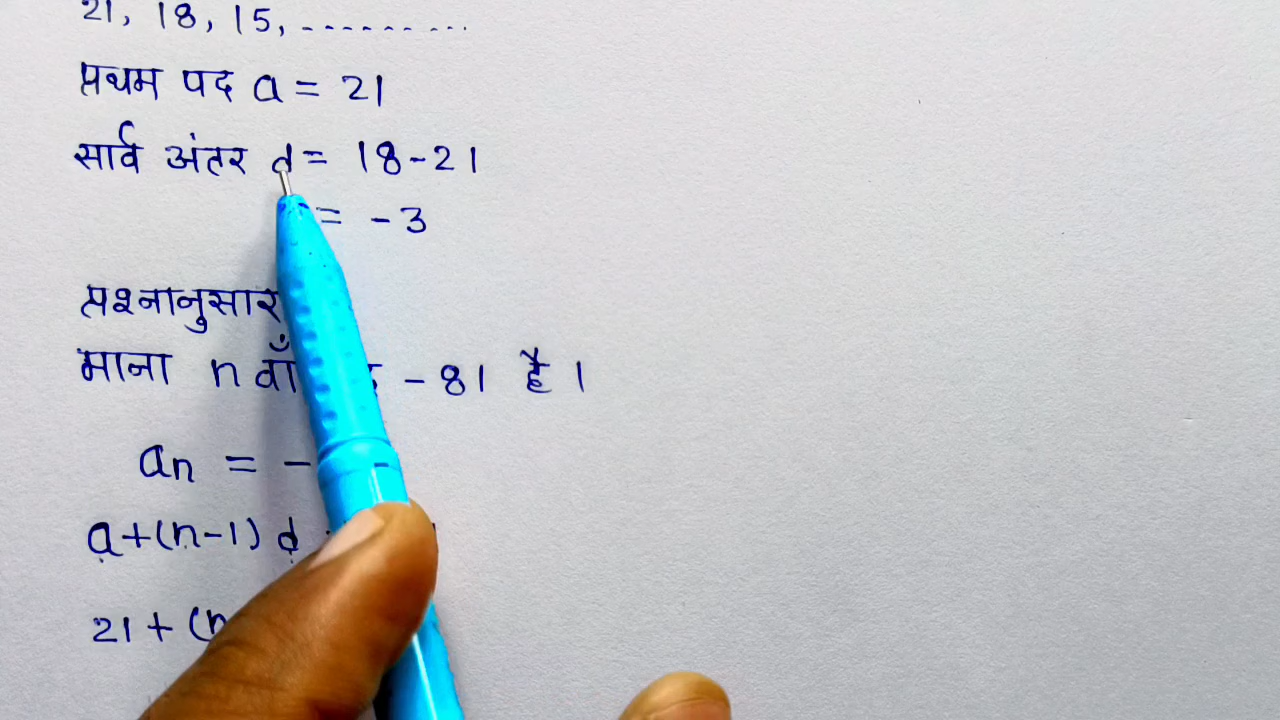 21, 18, 15, .........
प्रथम पद a = 21
सार्व अंतर d = 18-21
= -3
प्रश्नानुसार
माना n वाँ -81 है।
an = -
a+(n-1) d
21 + (n